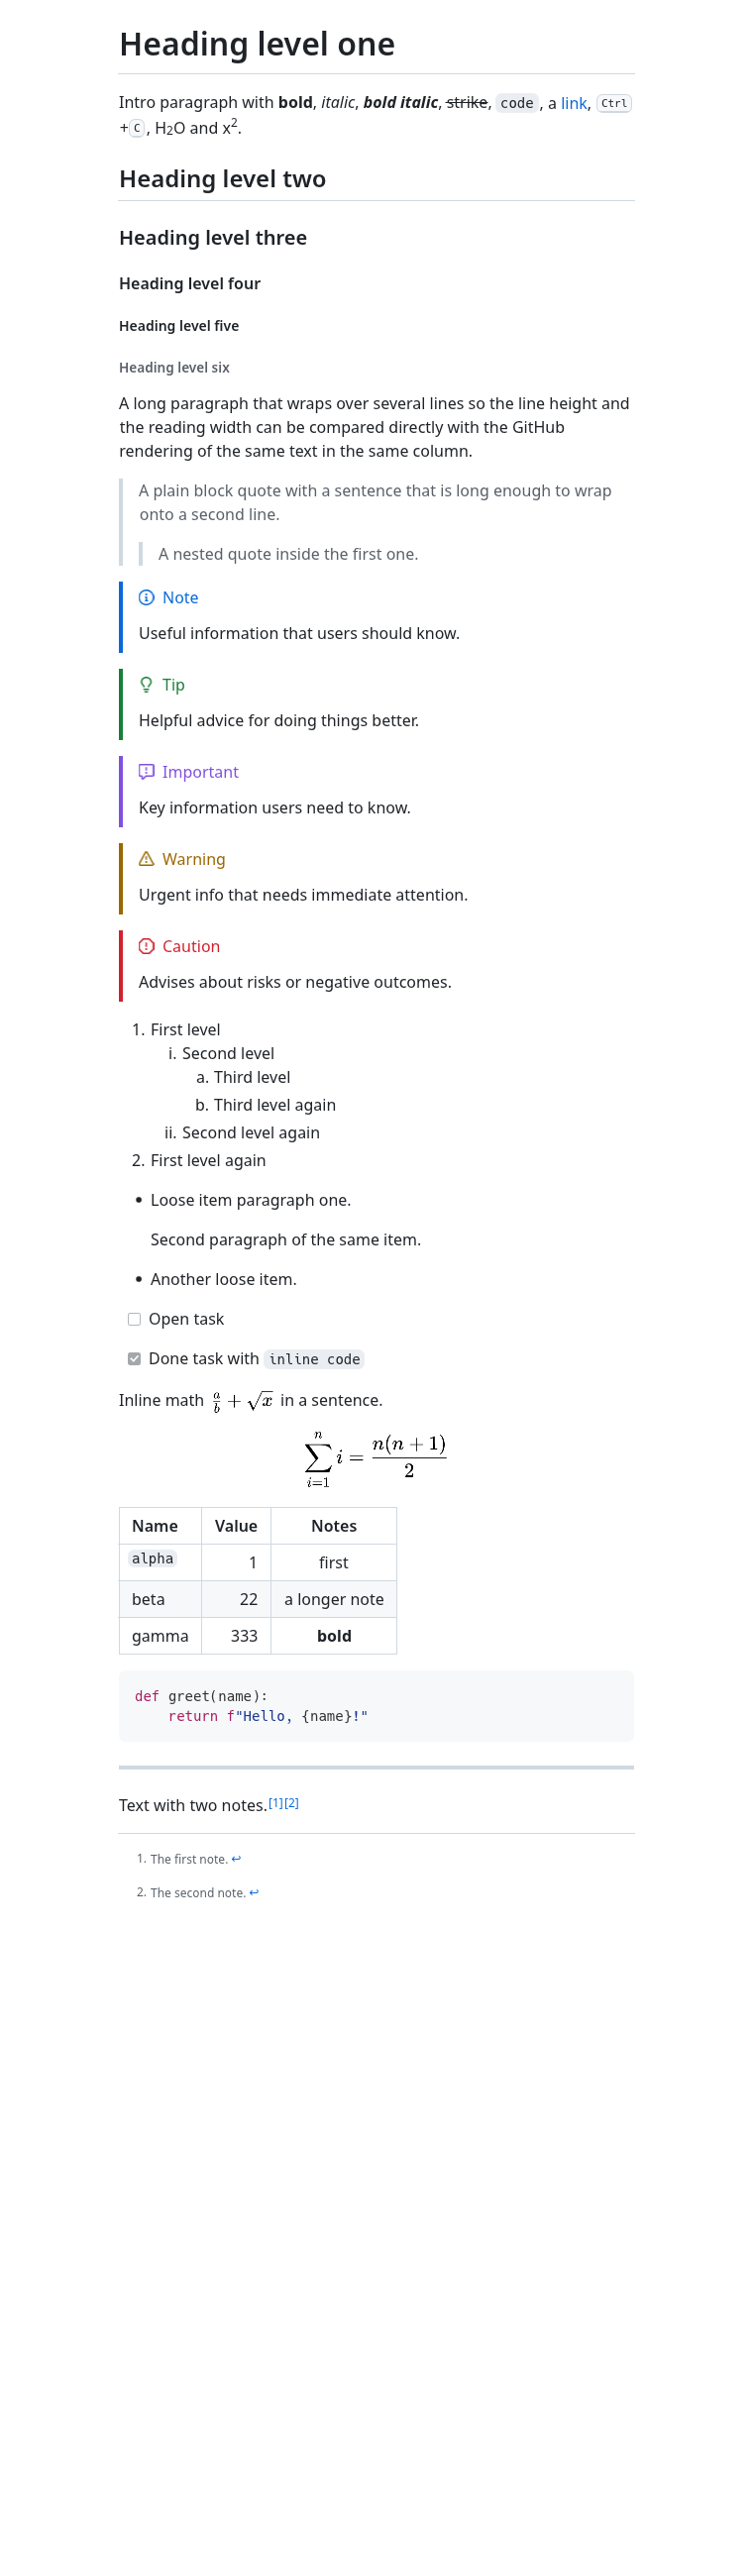 Heading level one
Intro paragraph with bold, italic, bold italic, strike, code, a link, Ctrl
+C, H₂O and x².
Heading level two
Heading level three
Heading level four
Heading level five
Heading level six
A long paragraph that wraps over several lines so the line height and
the reading width can be compared directly with the GitHub
rendering of the same text in the same column.
A plain block quote with a sentence that is long enough to wrap
onto a second line.
A nested quote inside the first one.
Note
Useful information that users should know.
Tip
Helpful advice for doing things better.
Important
Key information users need to know.
Warning
Urgent info that needs immediate attention.
Caution
Advises about risks or negative outcomes.
1. First level
i. Second level
a. Third level
b. Third level again
ii. Second level again
2. First level again
• Loose item paragraph one.
Second paragraph of the same item.
• Another loose item.
☐ Open task
☑ Done task with inline code
Inline math a/b + √x in a sentence.
∑_{i=1}^{n} i = n(n + 1)/2
Name Value Notes
alpha 1 first
beta 22 a longer note
gamma 333 bold
def greet(name):
    return f"Hello, {name}!"
Text with two notes.[1][2]
1. The first note. ↩
2. The second note. ↩